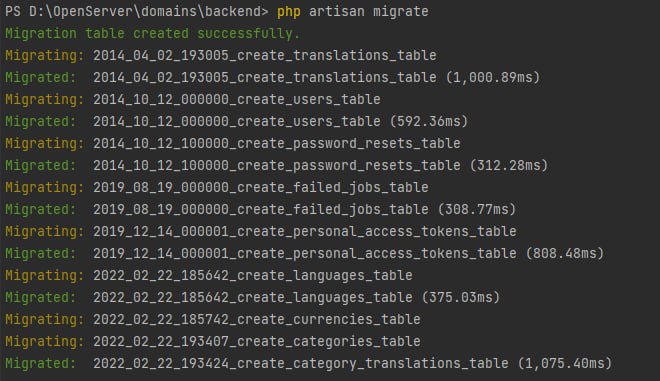 PS D:\OpenServer\domains\backend> php artisan migrate
Migration table created successfully.
Migrating: 2014_04_02_193005_create_translations_table
Migrated:  2014_04_02_193005_create_translations_table (1,000.89ms)
Migrating: 2014_10_12_000000_create_users_table
Migrated:  2014_10_12_000000_create_users_table (592.36ms)
Migrating: 2014_10_12_100000_create_password_resets_table
Migrated:  2014_10_12_100000_create_password_resets_table (312.28ms)
Migrating: 2019_08_19_000000_create_failed_jobs_table
Migrated:  2019_08_19_000000_create_failed_jobs_table (308.77ms)
Migrating: 2019_12_14_000001_create_personal_access_tokens_table
Migrated:  2019_12_14_000001_create_personal_access_tokens_table (808.48ms)
Migrating: 2022_02_22_185642_create_languages_table
Migrated:  2022_02_22_185642_create_languages_table (375.03ms)
Migrating: 2022_02_22_185742_create_currencies_table
Migrating: 2022_02_22_193407_create_categories_table
Migrated:  2022_02_22_193424_create_category_translations_table (1,075.40ms)